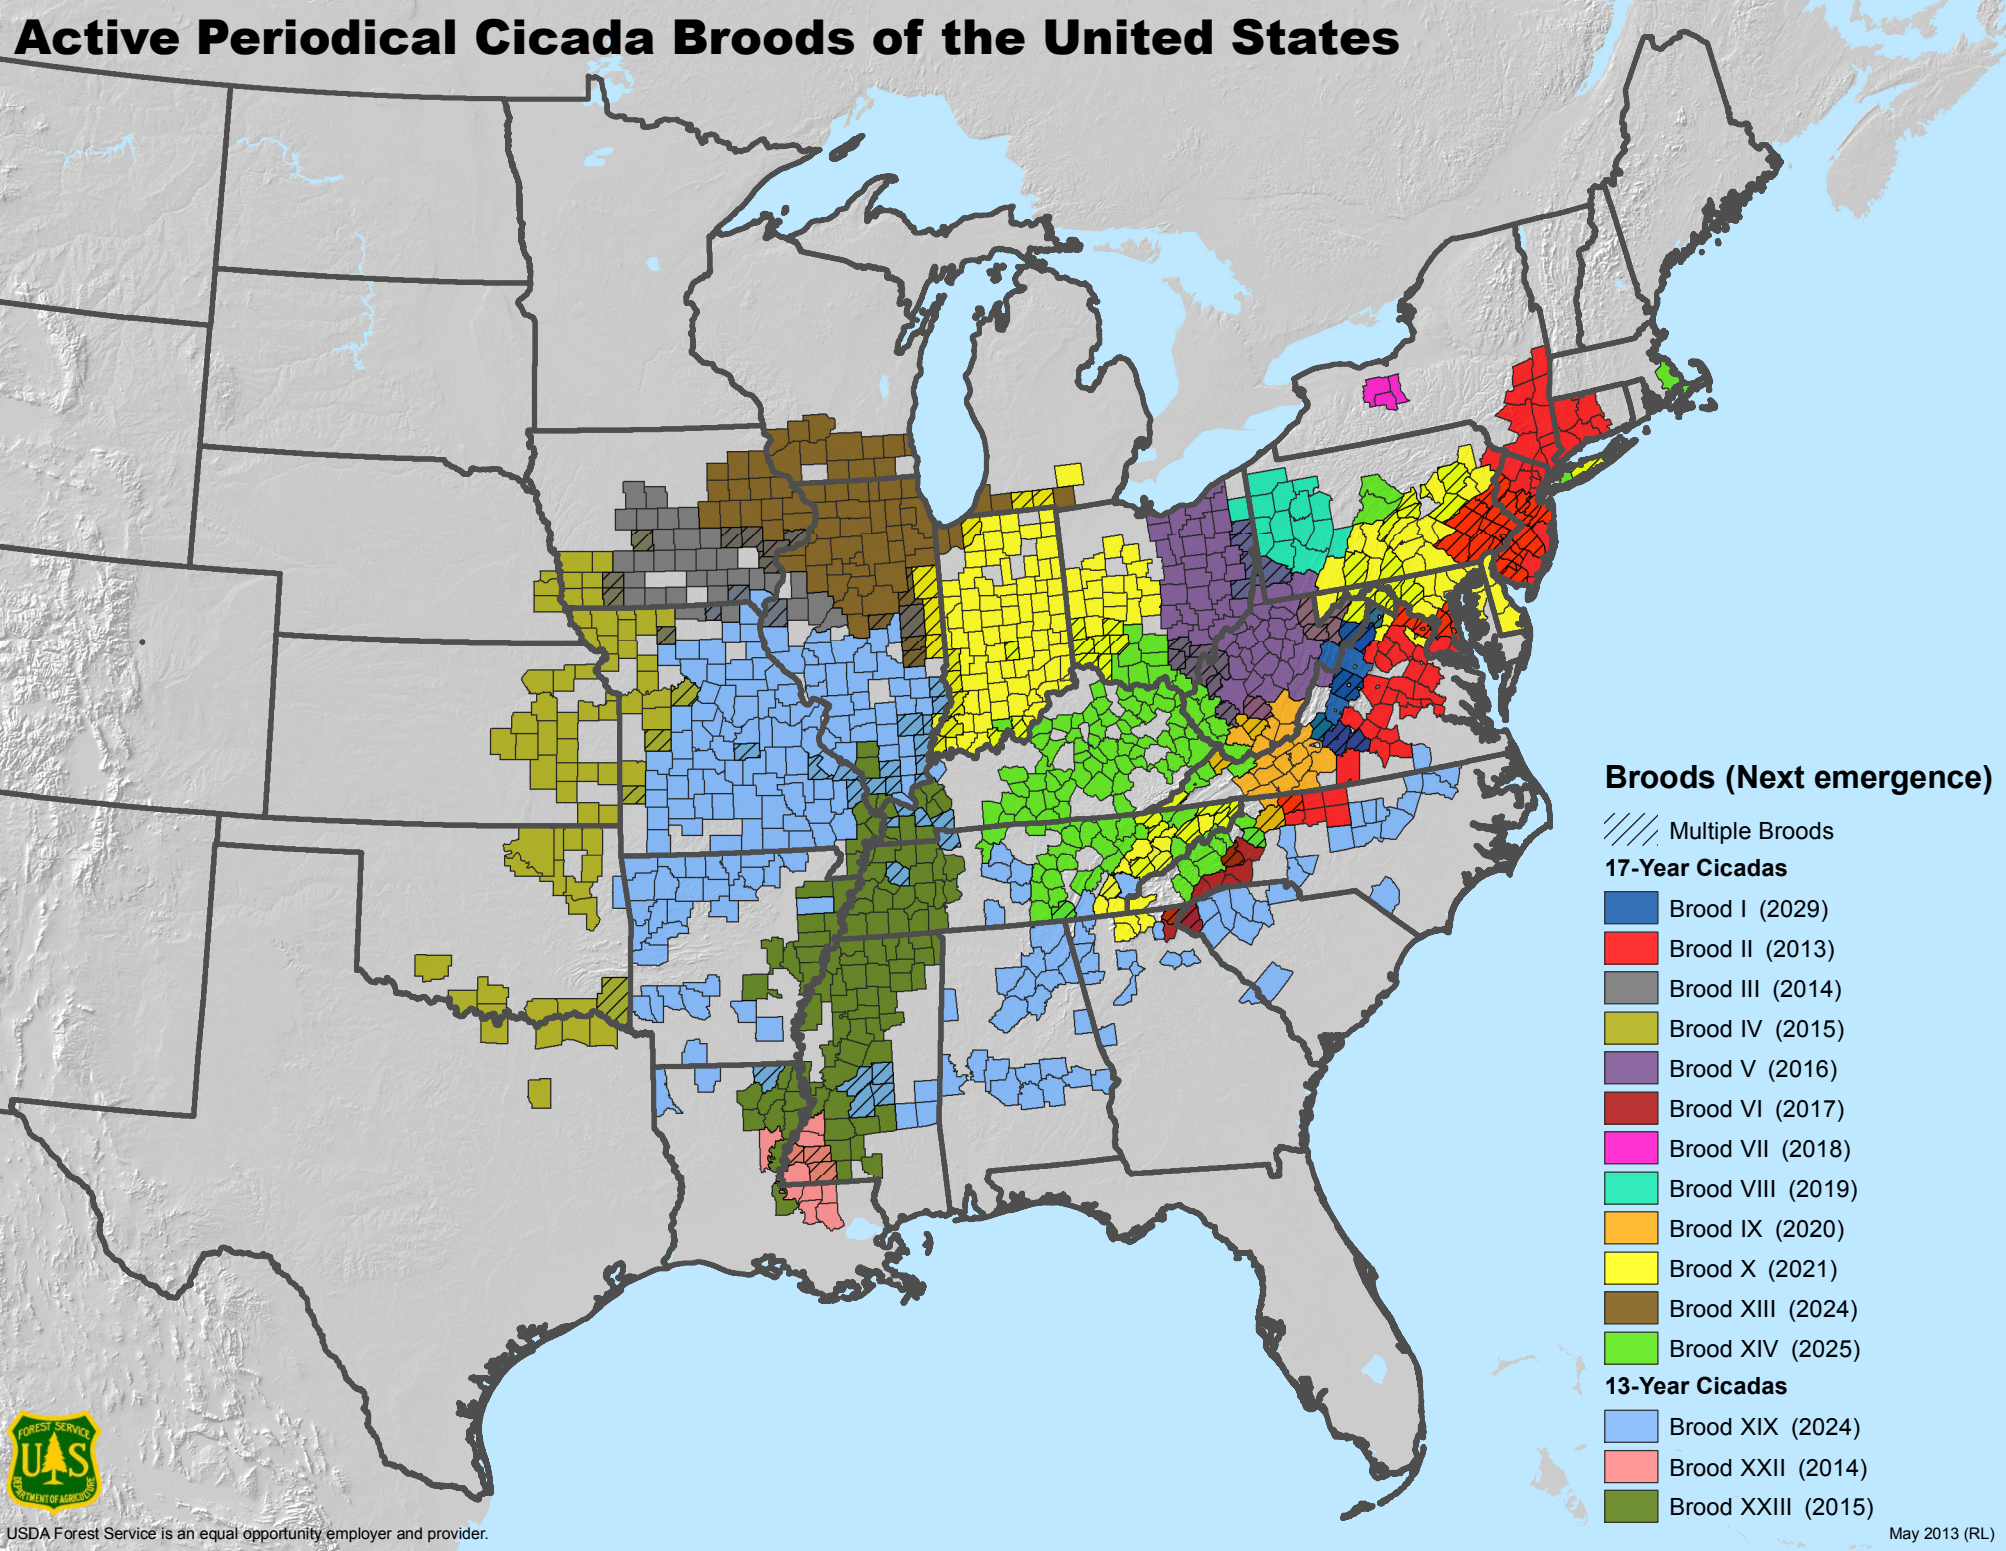 Active Periodical Cicada Broods of the United States
Broods (Next emergence)
Multiple Broods
17-Year Cicadas
Brood I (2029)
Brood II (2013)
Brood III (2014)
Brood IV (2015)
Brood V (2016)
Brood VI (2017)
Brood VII (2018)
Brood VIII (2019)
Brood IX (2020)
Brood X (2021)
Brood XIII (2024)
Brood XIV (2025)
13-Year Cicadas
Brood XIX (2024)
Brood XXII (2014)
Brood XXIII (2015)
FOREST SERVICE
U S
DEPARTMENT OF AGRICULTURE
USDA Forest Service is an equal opportunity employer and provider.
May 2013 (RL)